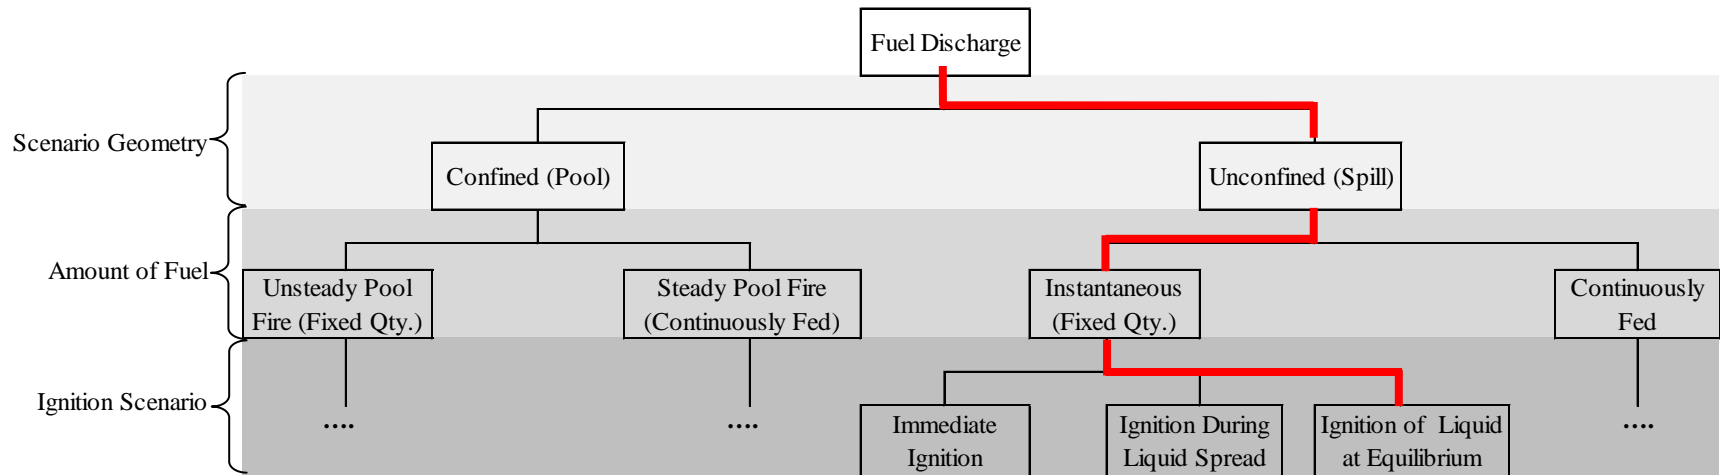 Fuel Discharge
Scenario Geometry
Confined (Pool)
Unconfined (Spill)
Amount of Fuel
Unsteady Pool
Fire (Fixed Qty.)
Steady Pool Fire
(Continuously Fed)
Instantaneous
(Fixed Qty.)
Continuously
Fed
Ignition Scenario
....
....
Immediate
Ignition
Ignition During
Liquid Spread
Ignition of Liquid
at Equilibrium
....